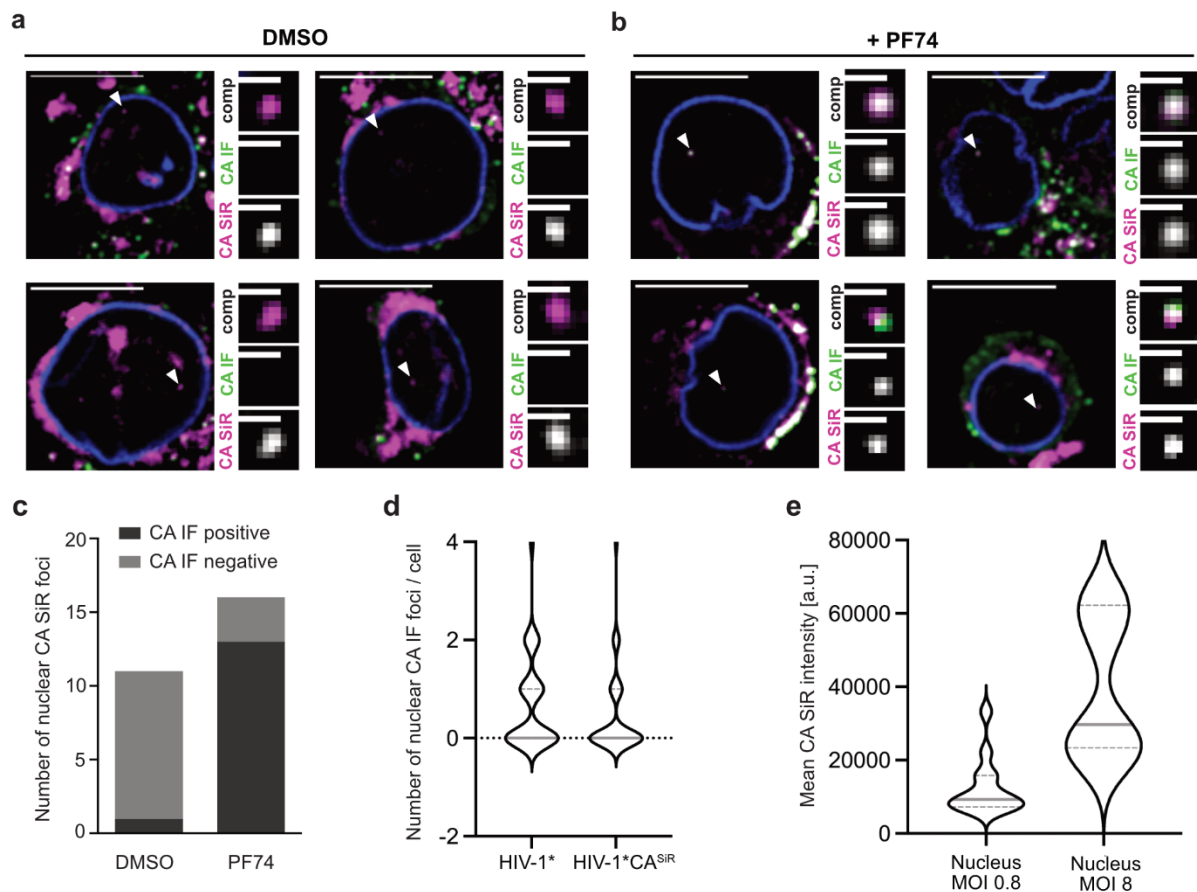 a
DMSO
comp
CA IF
CA SiR
comp
CA IF
CA SiR
comp
CA IF
CA SiR
comp
CA IF
CA SiR
b
+ PF74
comp
CA IF
CA SiR
comp
CA IF
CA SiR
comp
CA IF
CA SiR
comp
CA IF
CA SiR
c
CA IF positive
CA IF negative
Number of nuclear CA SiR foci
20
15
10
5
0
DMSO
PF74
d
Number of nuclear CA IF foci / cell
4
2
0
-2
HIV-1*
HIV-1*CA^SiR
e
Mean CA SiR intensity [a.u.]
80000
60000
40000
20000
0
Nucleus
MOI 0.8
Nucleus
MOI 8